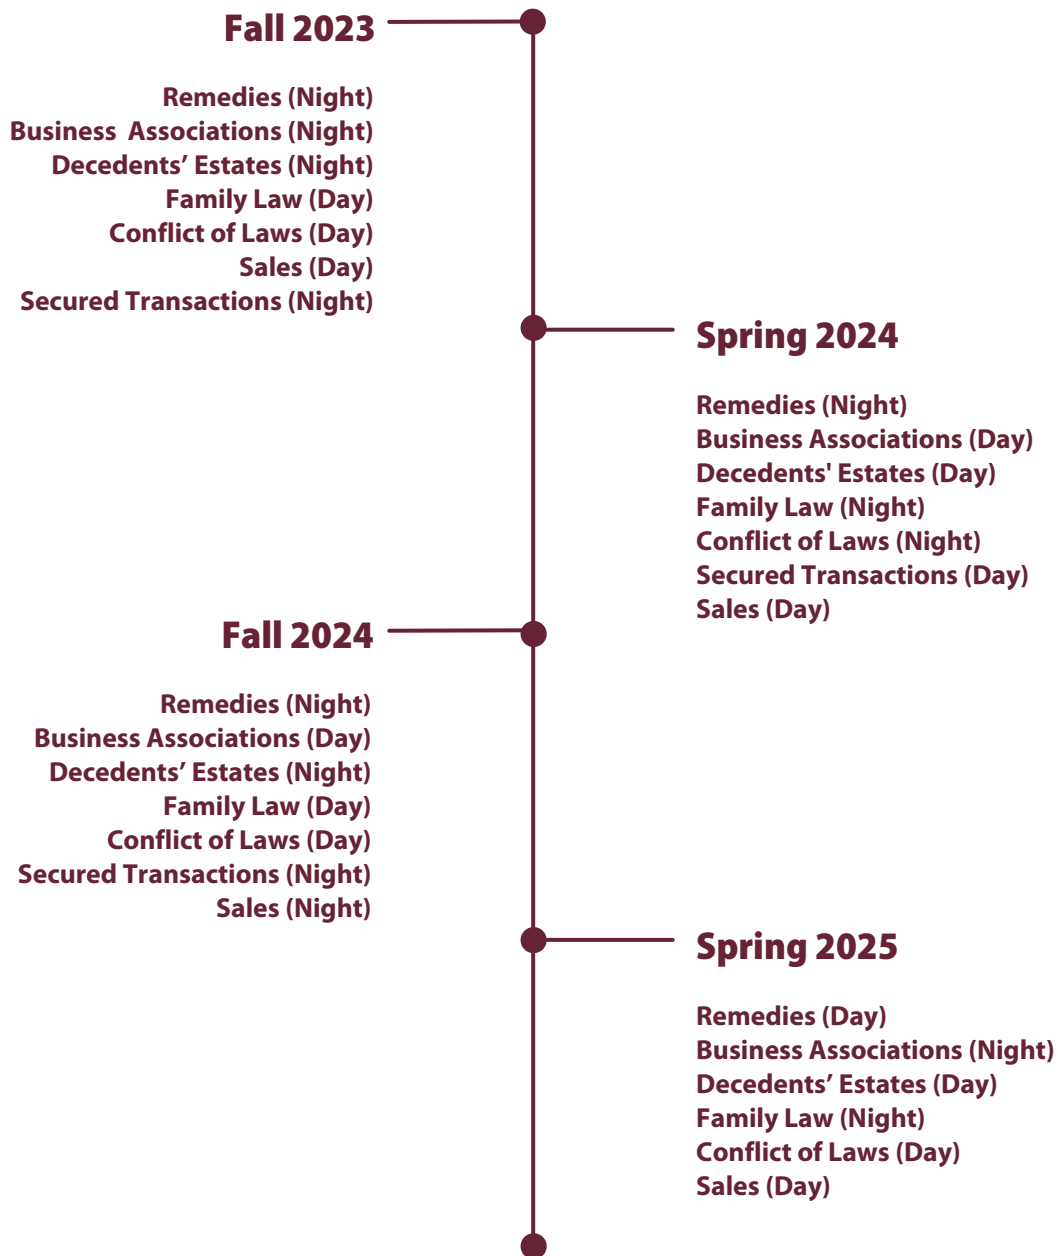 Fall 2023
Remedies (Night)
Business  Associations (Night)
Decedents’ Estates (Night)
Family Law (Day)
Conflict of Laws (Day)
Sales (Day)
Secured Transactions (Night)
Spring 2024
Remedies (Night)
Business Associations (Day)
Decedents' Estates (Day)
Family Law (Night)
Conflict of Laws (Night)
Secured Transactions (Day)
Sales (Day)
Fall 2024
Remedies (Night)
Business Associations (Day)
Decedents’ Estates (Night)
Family Law (Day)
Conflict of Laws (Day)
Secured Transactions (Night)
Sales (Night)
Spring 2025
Remedies (Day)
Business Associations (Night)
Decedents’ Estates (Day)
Family Law (Night)
Conflict of Laws (Day)
Sales (Day)